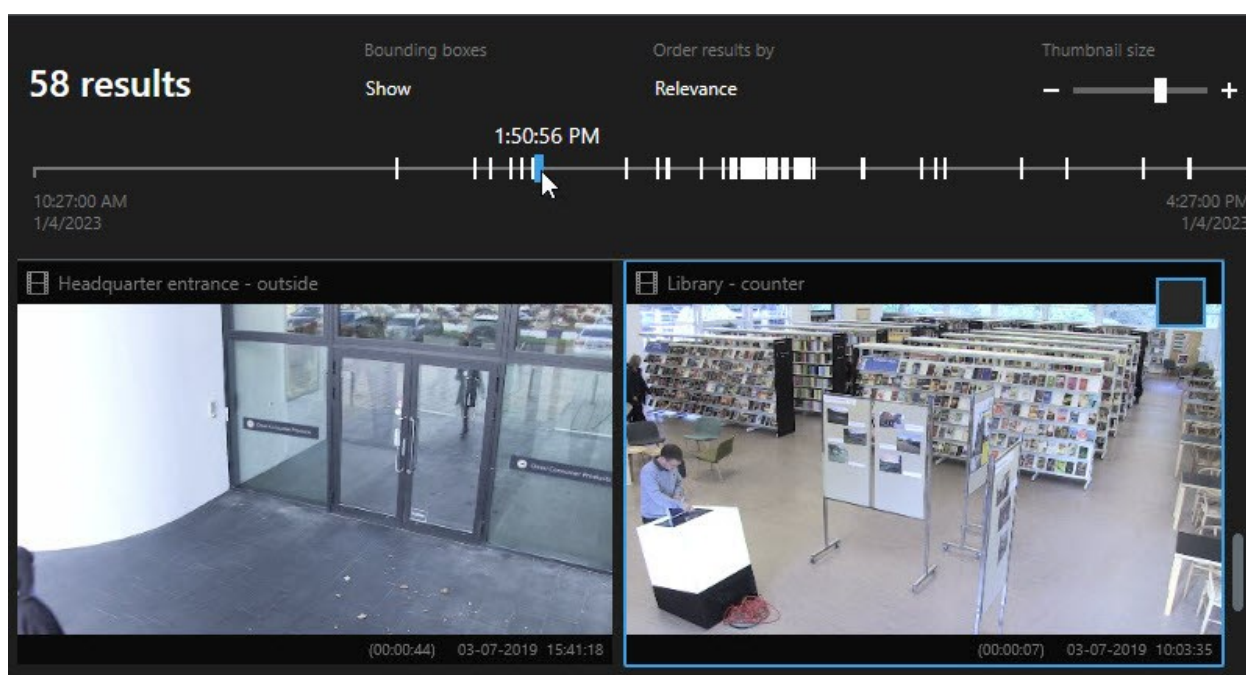 58 results
Bounding boxes
Show
Order results by
Relevance
Thumbnail size
1:50:56 PM
10:27:00 AM
1/4/2023
4:27:00 PM
1/4/2023
Headquarter entrance - outside
(00:00:44) 03-07-2019 15:41:18
Library - counter
(00:00:07) 03-07-2019 10:03:35